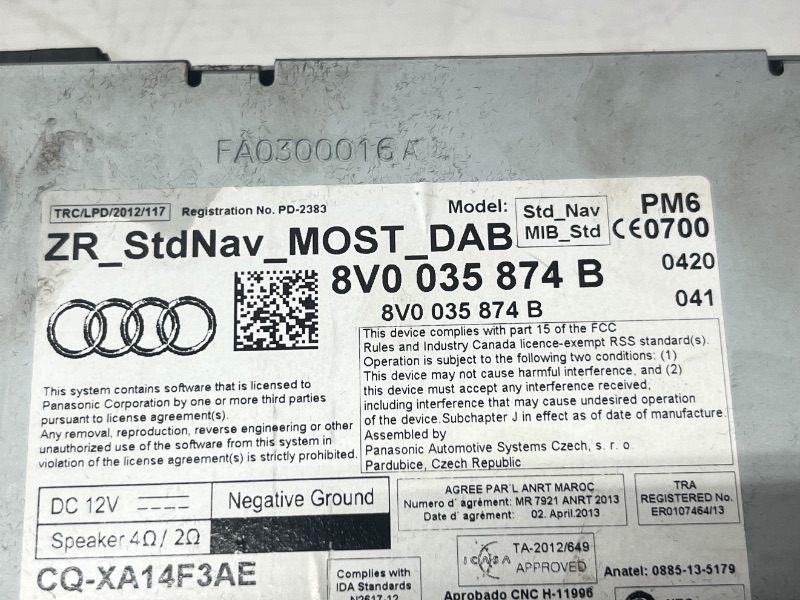 FA0300016A
TRC/LPD/2012/117 Registration No. PD-2383 Model: Std_Nav PM6
MIB_Std CE0700
ZR_StdNav_MOST_DAB
8V0 035 874 B 0420
8V0 035 874 B 041
This device complies with part 15 of the FCC
Rules and Industry Canada licence-exempt RSS standard(s).
Operation is subject to the following two conditions: (1)
This device may not cause harmful interference, and (2)
this device must accept any interference received,
including interference that may cause undesired operation
of the device. Subchapter J in effect as of date of manufacture.
Assembled by
Panasonic Automotive Systems Czech, s. r. o
Pardubice, Czech Republic
This system contains software that is licensed to
Panasonic Corporation by one or more third parties
pursuant to license agreement(s).
Any removal, reproduction, reverse engineering or other
unauthorized use of the software from this system in
violation of the license agreement(s) is strictly prohibited.
DC 12V Negative Ground
Speaker 4Ω/ 2Ω
CQ-XA14F3AE
AGREE PAR'L ANRT MAROC
Numero d'agrément: MR 7921 ANRT 2013
Date d'agrément: 02. April.2013
TRA
REGISTERED No.
ER0107464/13
ICASA TA-2012/649
APPROVED
Anatel: 0885-13-5179
Complies with
IDA Standards
N2617-12
Aprobado CNC H-11996